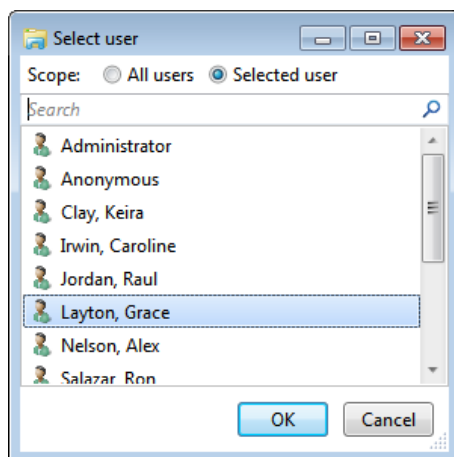 Select user
Scope: All users Selected user
Search
Administrator
Anonymous
Clay, Keira
Irwin, Caroline
Jordan, Raul
Layton, Grace
Nelson, Alex
Salazar, Ron
OK Cancel